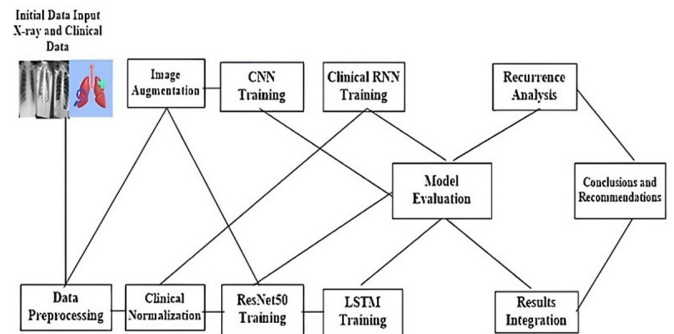 Initial Data Input
X-ray and Clinical
Data
Image
Augmentation
CNN
Training
Clinical RNN
Training
Recurrence
Analysis
Model
Evaluation
Conclusions and
Recommendations
Data
Preprocessing
Clinical
Normalization
ResNet50
Training
LSTM
Training
Results
Integration